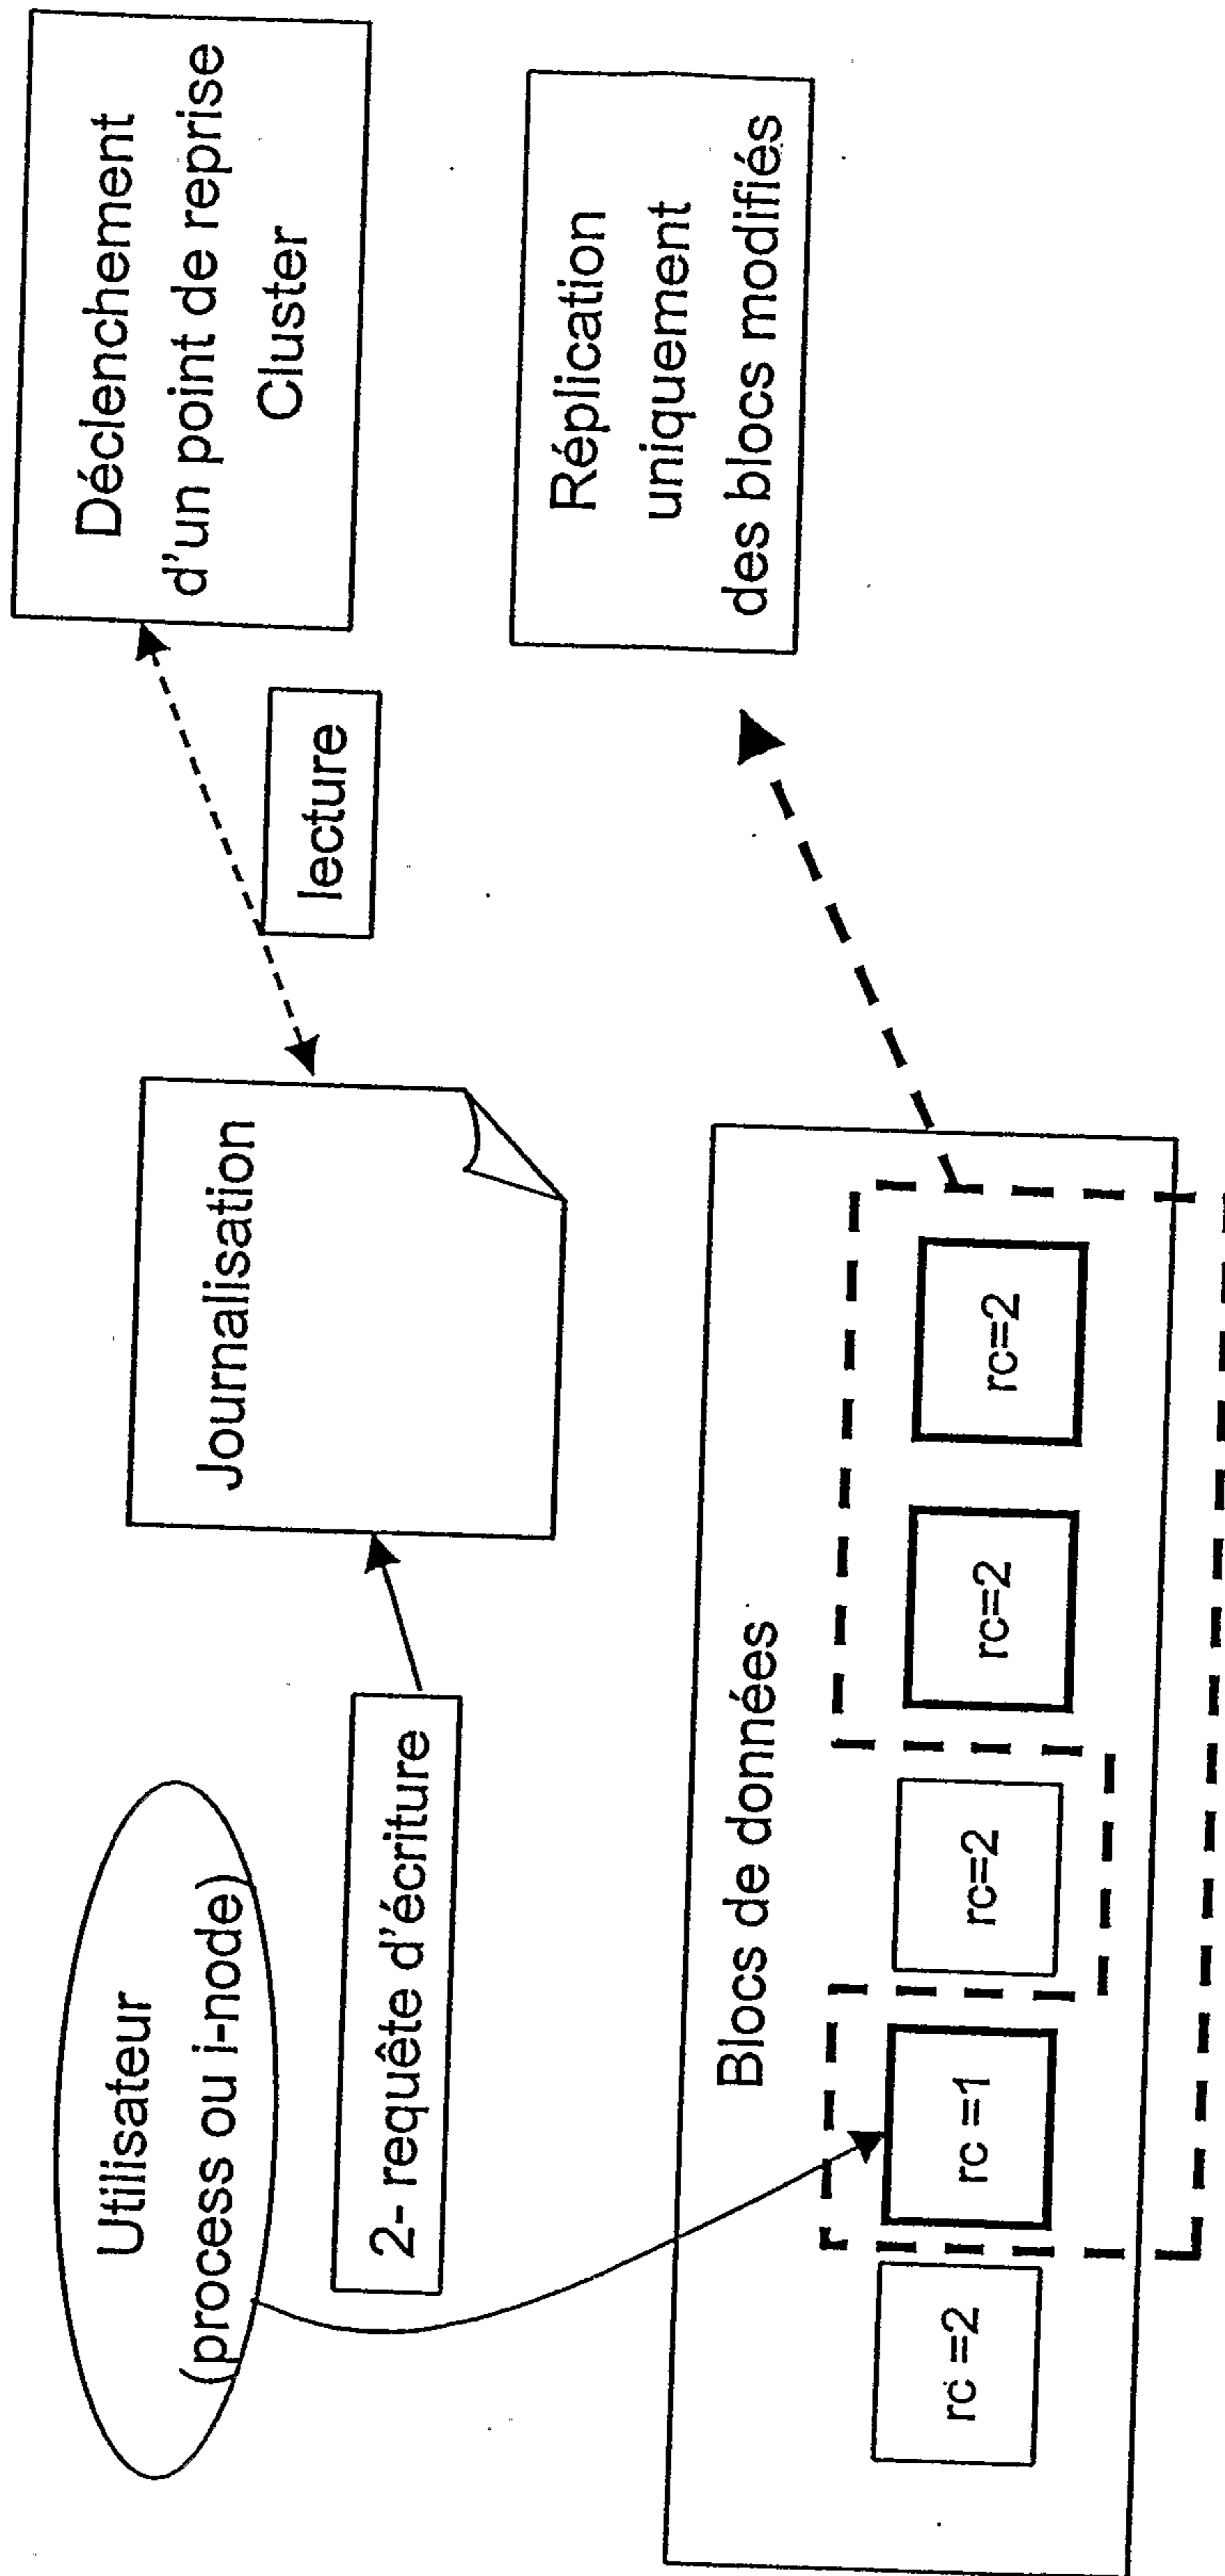 Utilisateur
(process ou i-node)
2- requête d'écriture
Journalisation
lecture
Déclenchement
d'un point de reprise
Cluster
Blocs de données
rc =2
rc =1
rc=2
rc=2
rc=2
Réplication
uniquement
des blocs modifiés